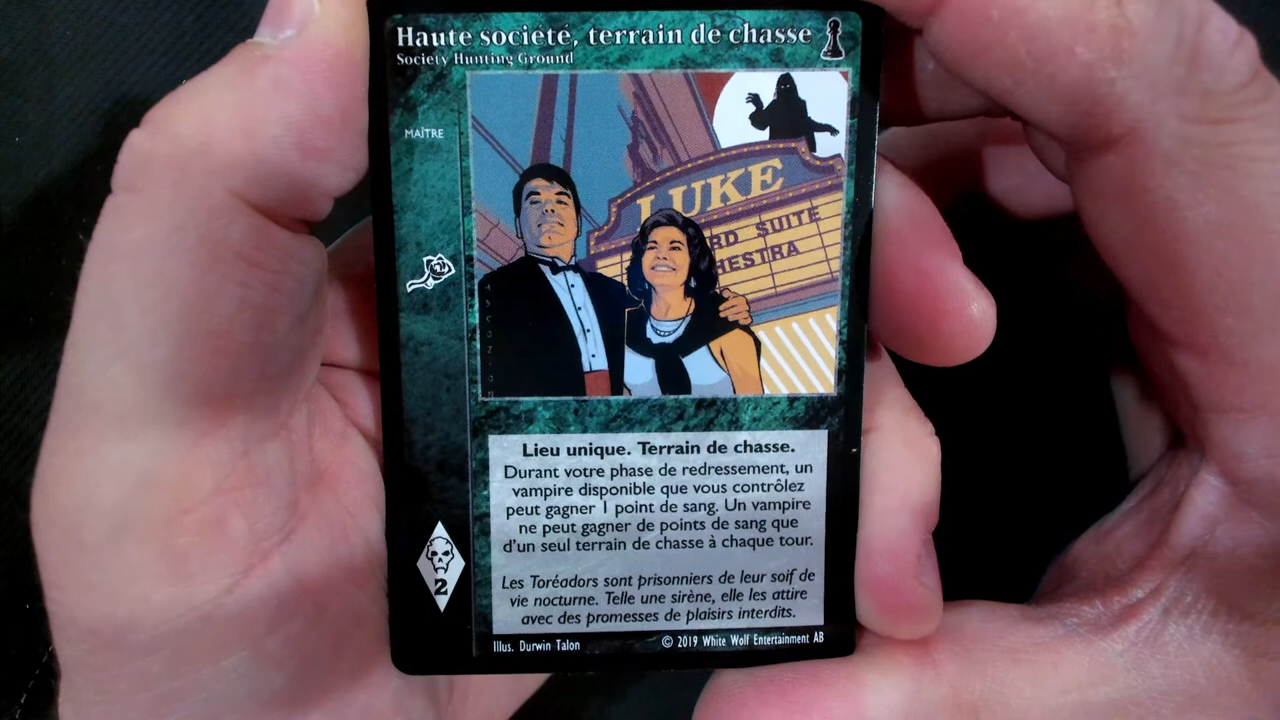 Haute société, terrain de chasse
Society Hunting Ground
MAÎTRE
LUKE
RD SUITE
HESTRA
Lieu unique. Terrain de chasse.
Durant votre phase de redressement, un
vampire disponible que vous contrôlez
peut gagner 1 point de sang. Un vampire
ne peut gagner de points de sang que
d'un seul terrain de chasse à chaque tour.
Les Toréadors sont prisonniers de leur soif de
vie nocturne. Telle une sirène, elle les attire
avec des promesses de plaisirs interdits.
2
Illus. Durwin Talon
© 2019 White Wolf Entertainment AB